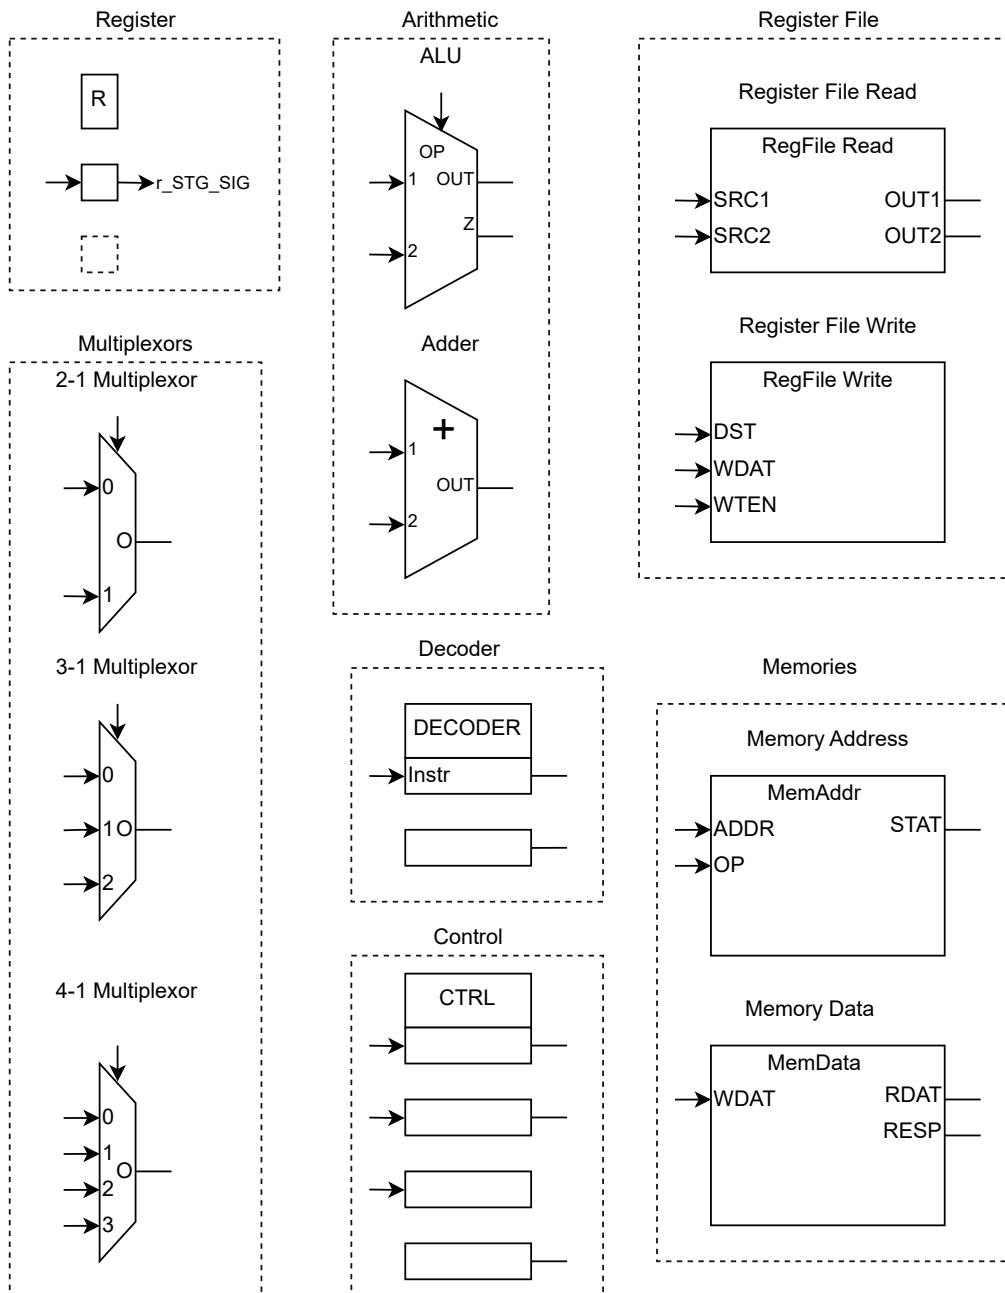 Register
R
r_STG_SIG
Multiplexors
2-1 Multiplexor
0
O
1
3-1 Multiplexor
0
1 O
2
4-1 Multiplexor
0
1
O
2
3
Arithmetic
ALU
OP
1 OUT
Z
2
Adder
+
1
OUT
2
Decoder
DECODER
Instr
Control
CTRL
Register File
Register File Read
RegFile Read
SRC1 OUT1
SRC2 OUT2
Register File Write
RegFile Write
DST
WDAT
WTEN
Memories
Memory Address
MemAddr
ADDR STAT
OP
Memory Data
MemData
WDAT RDAT
RESP